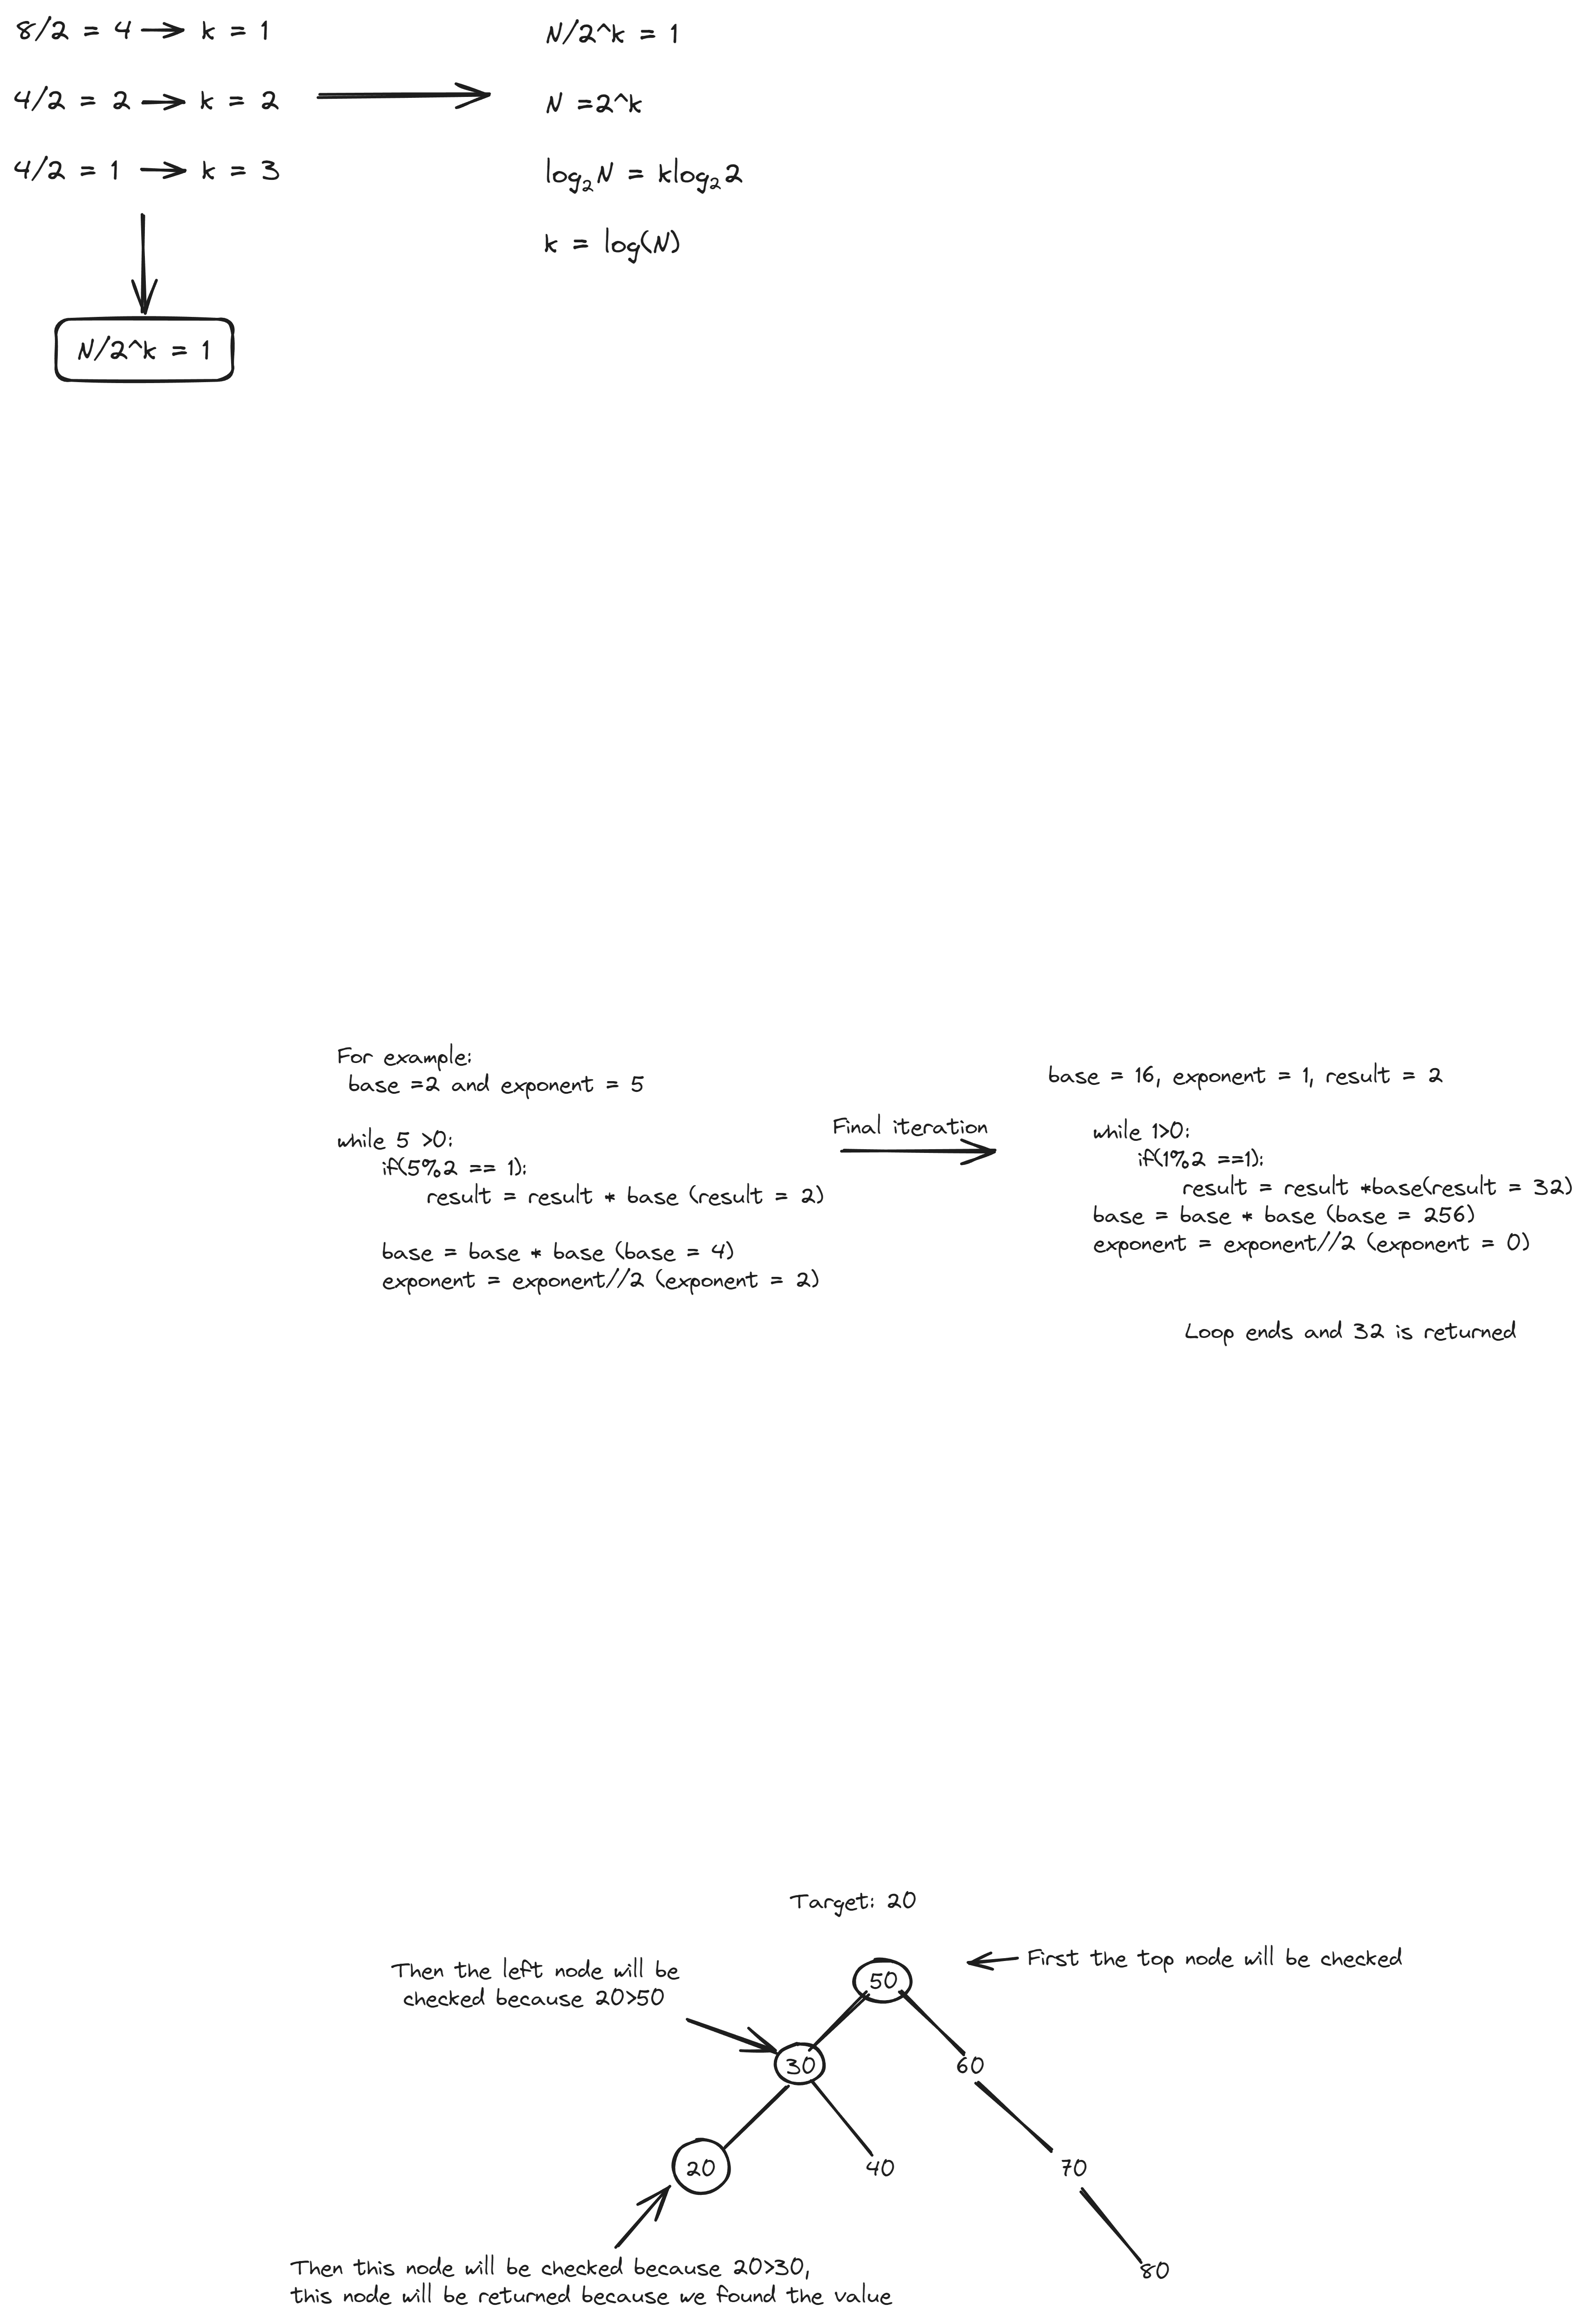 8/2 = 4 → k = 1
4/2 = 2 → k = 2
4/2 = 1 → k = 3
N/2^k = 1
N/2^k = 1
N =2^k
log₂N = klog₂2
k = log(N)
For example:
base =2 and exponent = 5
while 5 >0:
if(5%2 == 1):
result = result * base (result = 2)
base = base * base (base = 4)
exponent = exponent//2 (exponent = 2)
Final iteration
base = 16, exponent = 1, result = 2
while 1>0:
if(1%2 ==1):
result = result *base(result = 32)
base = base * base (base = 256)
exponent = exponent//2 (exponent = 0)
Loop ends and 32 is returned
Target: 20
First the top node will be checked
Then the left node will be
checked because 20>50
50
30
60
20
40
70
80
Then this node will be checked because 20>30,
this node will be returned because we found the value